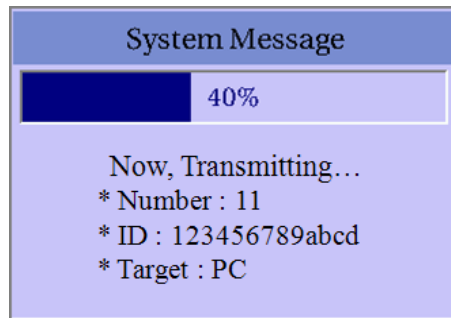 System Message
40%
Now, Transmitting...
* Number : 11
* ID : 123456789abcd
* Target : PC